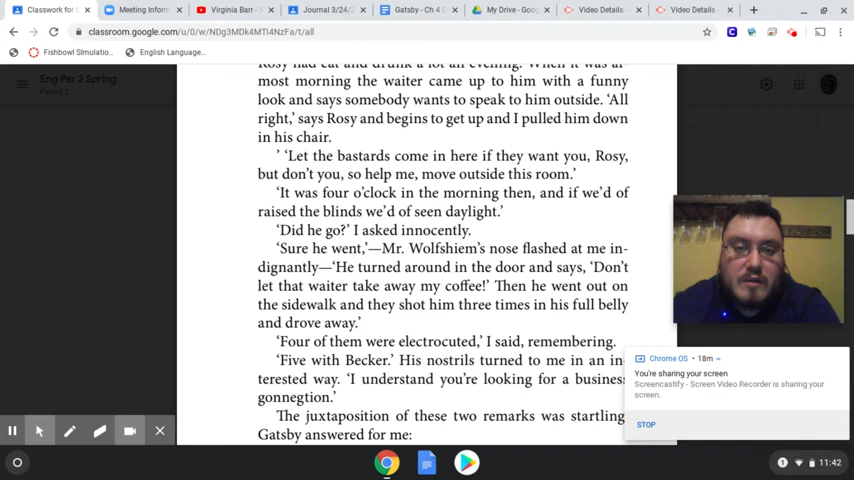 Classwork for E
Meeting Inform
Virginia Barr - Y
Journal 3/24/2
Gatsby - Ch 4 D
My Drive - Goog
Video Details -
Video Details -
classroom.google.com/u/0/w/NDg3MDk4MTI4NzFa/t/all
Fishbowl SImulatio...
English Language...
Eng Per 2 Spring
Period 2
Rosy had eat and drunk a lot all evening. When it was al-
most morning the waiter came up to him with a funny
look and says somebody wants to speak to him outside. ‘All
right,’ says Rosy and begins to get up and I pulled him down
in his chair.
’ ‘Let the bastards come in here if they want you, Rosy,
but don’t you, so help me, move outside this room.’
‘It was four o’clock in the morning then, and if we’d of
raised the blinds we’d of seen daylight.’
‘Did he go?’ I asked innocently.
‘Sure he went,’—Mr. Wolfshiem’s nose flashed at me in-
dignantly—‘He turned around in the door and says, ‘Don’t
let that waiter take away my coffee!’ Then he went out on
the sidewalk and they shot him three times in his full belly
and drove away.’
‘Four of them were electrocuted,’ I said, remembering.
‘Five with Becker.’ His nostrils turned to me in an in-
terested way. ‘I understand you’re looking for a business
gonnegtion.’
The juxtaposition of these two remarks was startling.
Gatsby answered for me:
Chrome OS • 18m
You're sharing your screen
Screencastify - Screen Video Recorder is sharing your
screen.
STOP
1
11:42